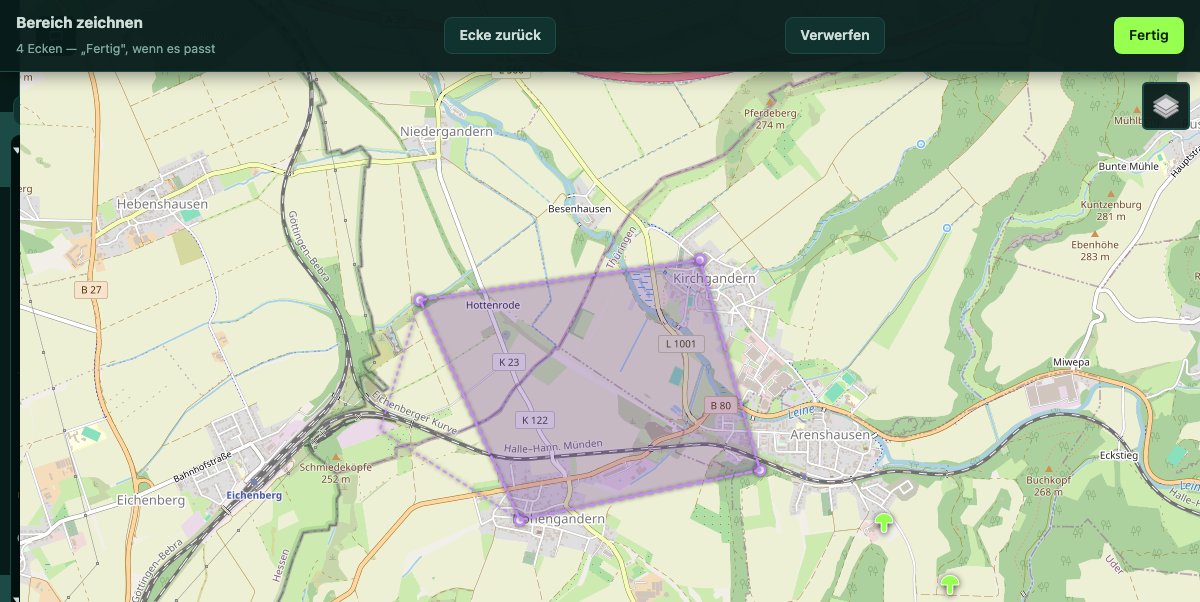 Bereich zeichnen
4 Ecken — „Fertig", wenn es passt
Ecke zurück
Verwerfen
Fertig
m
Niedergandern
Pferdeberg
274 m
Bunte Mühle
Hebenshausen
Besenhausen
Kuntzenburg
281 m
Göttingen-Bebra
Thüringen
Ebenhöhe
283 m
Kirchgandern
B 27
Hottenrode
L 1001
K 23
Miwepa
B 80
Eichenberger Kurve
K 122
Leine
Arenshausen
Halle-Hann. Münden
Bahnhofstraße
Schmiedeköpfe
252 m
Ecksteg
Eichenberg
Eichenberg
Buchkopf
268 m
Hohengandern
Göttingen-Bebra
Hessen